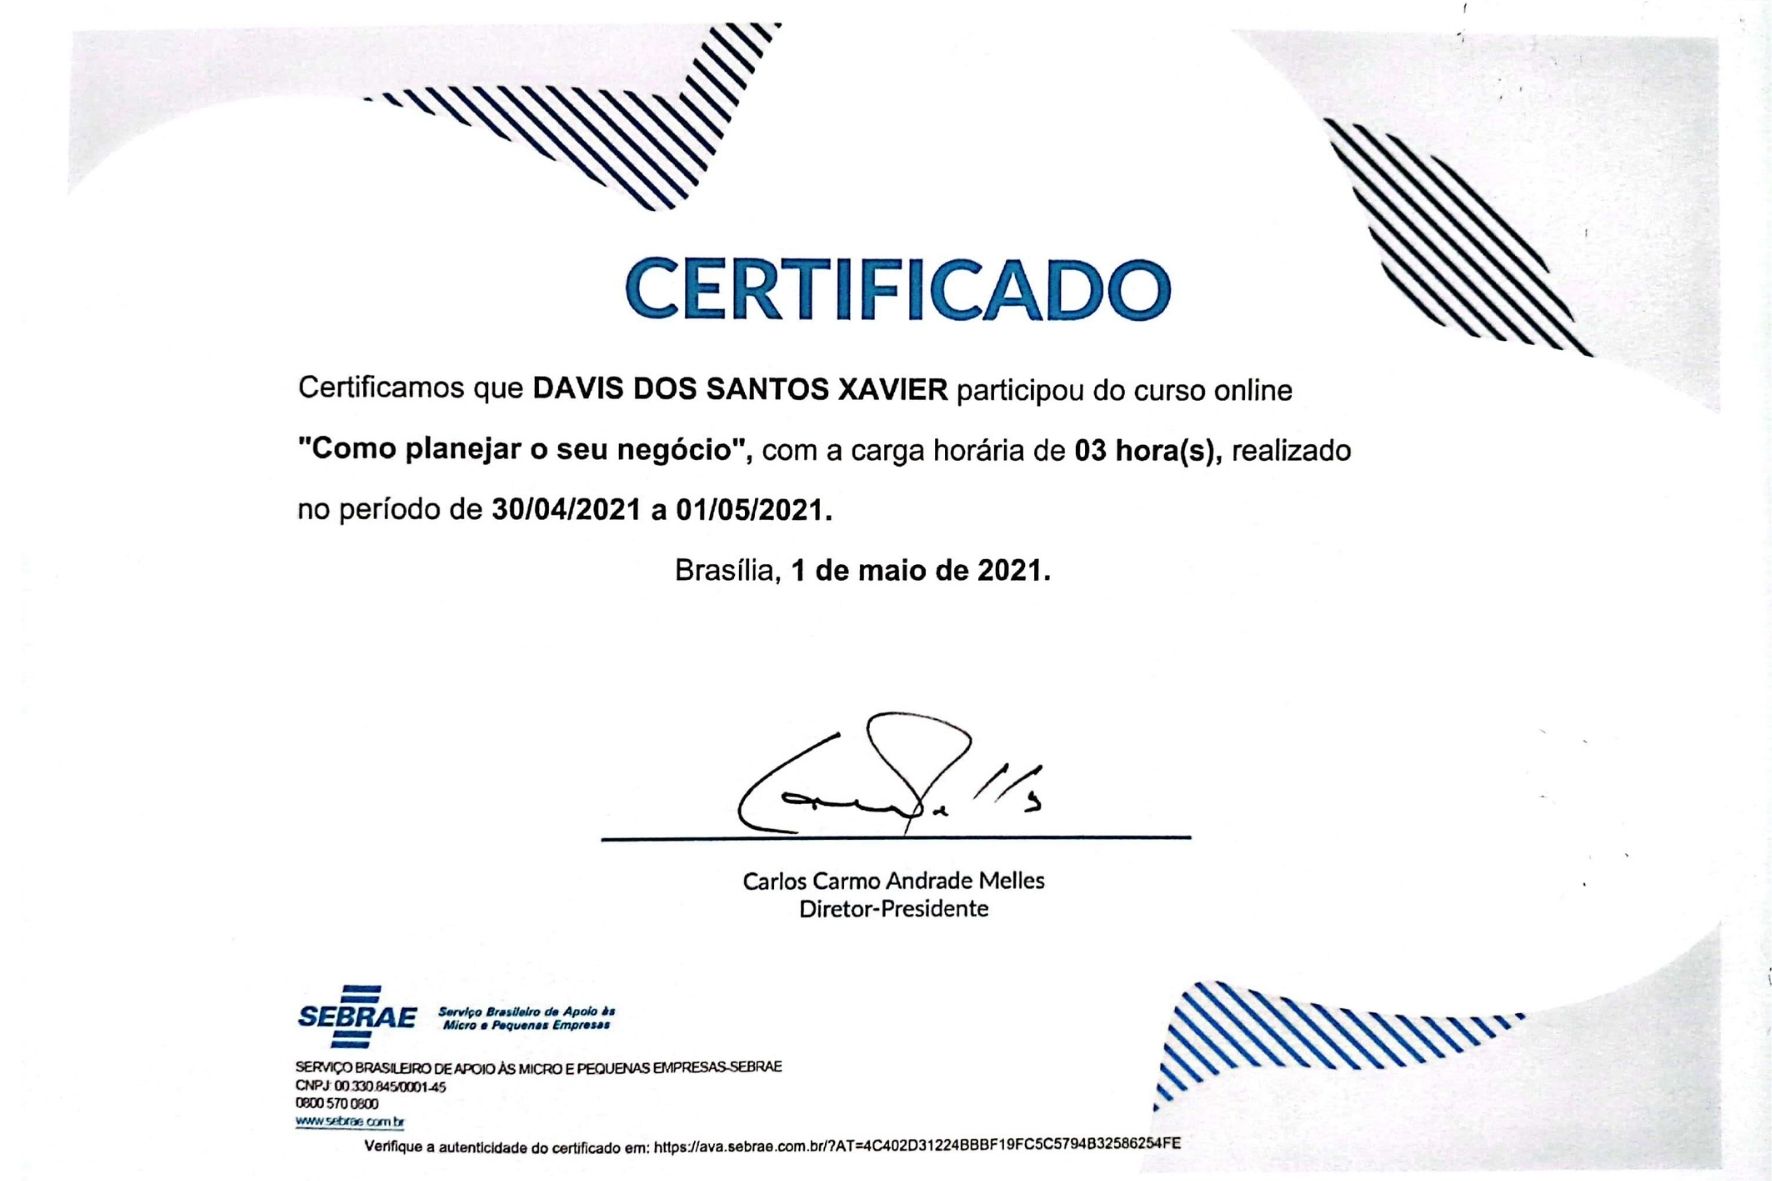 CERTIFICADO
Certificamos que DAVIS DOS SANTOS XAVIER participou do curso online
"Como planejar o seu negócio", com a carga horária de 03 hora(s), realizado
no período de 30/04/2021 a 01/05/2021.
Brasília, 1 de maio de 2021.
Carlos Carmo Andrade Melles
Diretor-Presidente
SEBRAE
Serviço Brasileiro de Apoio às
Micro e Pequenas Empresas
SERVIÇO BRASILEIRO DE APOIO ÀS MICRO E PEQUENAS EMPRESAS-SEBRAE
CNPJ: 00.330.845/0001-45
0800 570 0800
www.sebrae.com.br
Verifique a autenticidade do certificado em: https://ava.sebrae.com.br/?AT=4C402D31224BBBF19FC5C5794B32586254FE